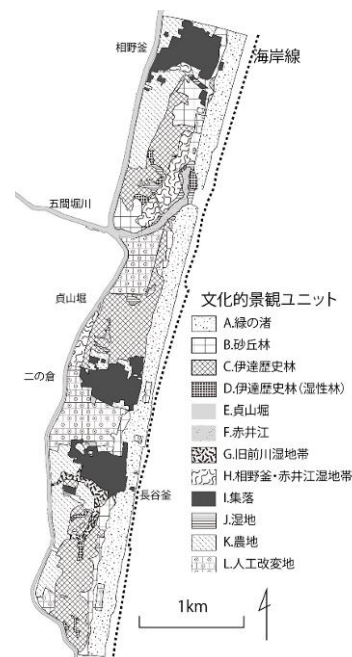 相野釜
海岸線
五間堀川
貞山堀
二の倉
長谷釜
文化的景観ユニット
A.緑の渚
B.砂丘林
C.伊達歴史林
D.伊達歴史林(湿性林)
E.貞山堀
F.赤井江
G.旧前川湿地帯
H.相野釜・赤井江湿地帯
I.集落
J.湿地
K.農地
L.人工改変地
1km